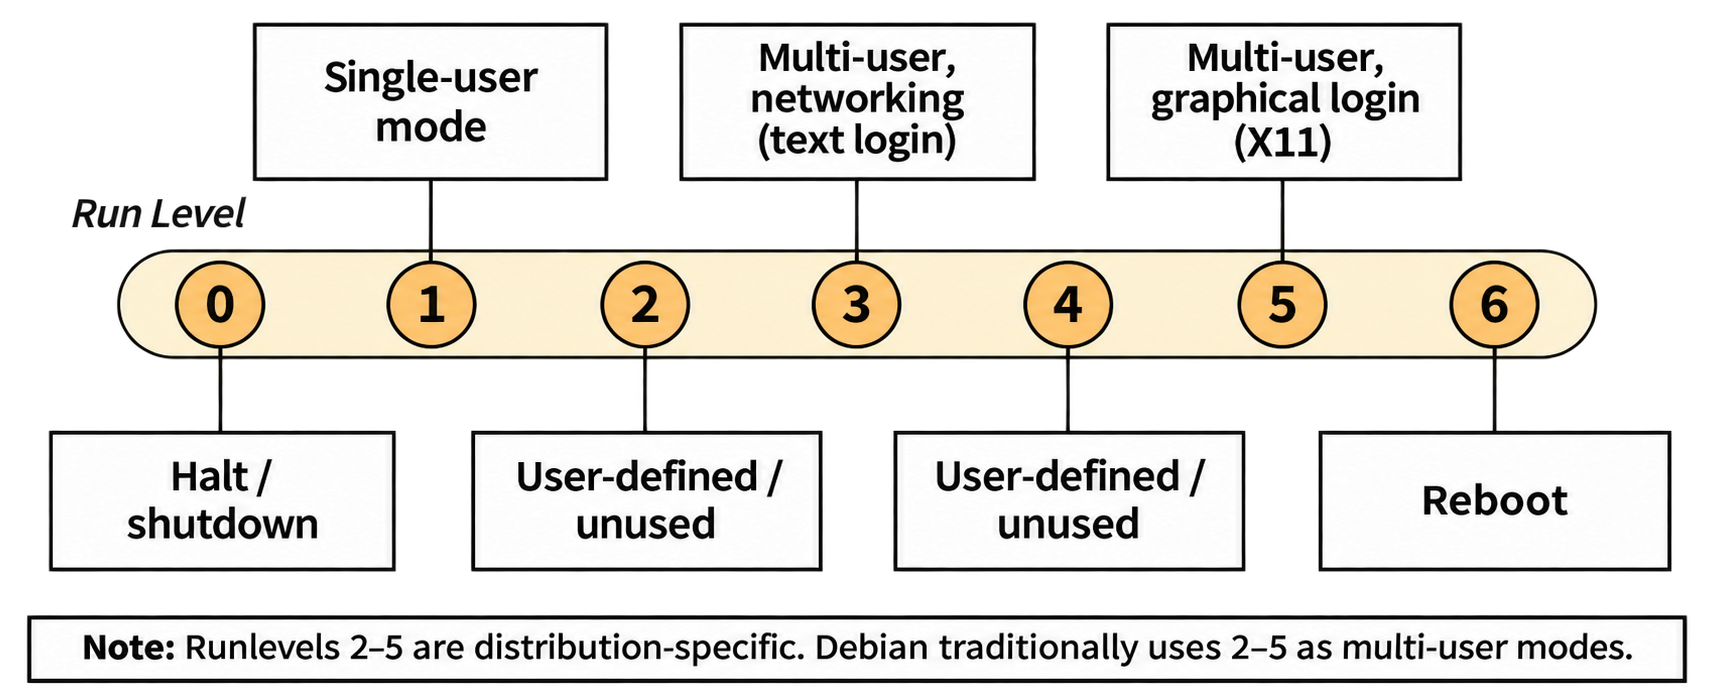 Single-user
mode
Multi-user,
networking
(text login)
Multi-user,
graphical login
(X11)
Run Level
0
1
2
3
4
5
6
Halt /
shutdown
User-defined /
unused
User-defined /
unused
Reboot
Note: Runlevels 2–5 are distribution-specific. Debian traditionally uses 2–5 as multi-user modes.